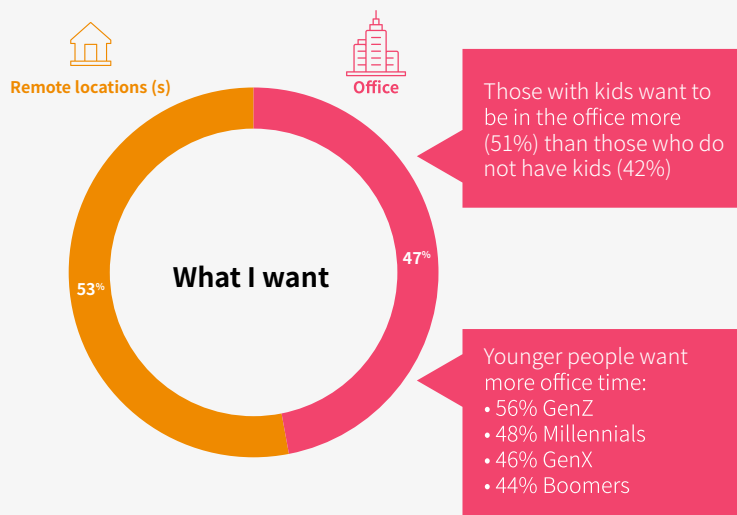 Remote locations (s)
Office
Those with kids want to
be in the office more
(51%) than those who do
not have kids (42%)
What I want
47%
53%
Younger people want
more office time:
• 56% GenZ
• 48% Millennials
• 46% GenX
• 44% Boomers